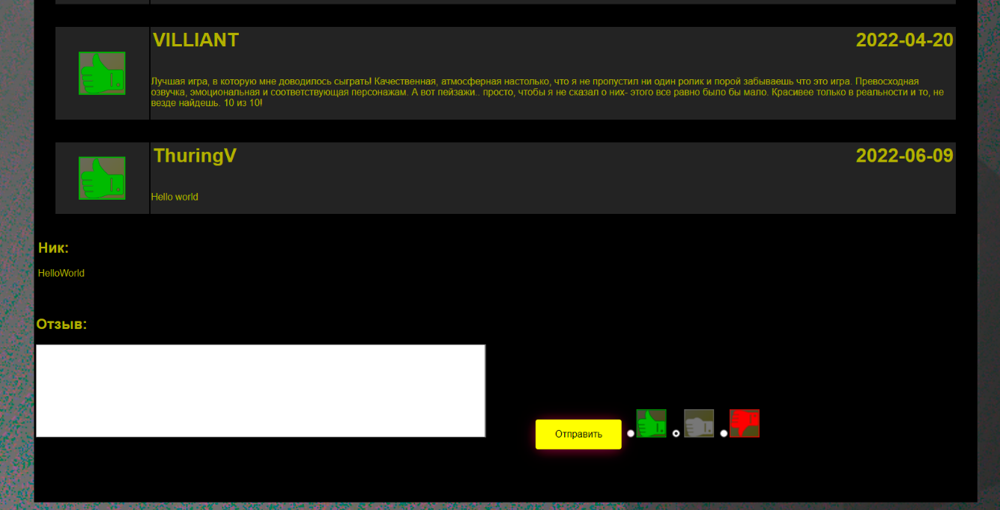 VILLIANT 2022-04-20
Лучшая игра, в которую мне доводилось сыграть! Качественная, атмосферная настолько, что я не пропустил ни один ролик и порой забываешь что это игра. Превосходная
озвучка, эмоциональная и соответствующая персонажам. А вот пейзажи.. просто, чтобы я не сказал о них- этого все равно было бы мало. Красивее только в реальности и то, не
везде найдешь. 10 из 10!
ThuringV 2022-06-09
Hello world
Ник:
HelloWorld
Отзыв:
Отправить